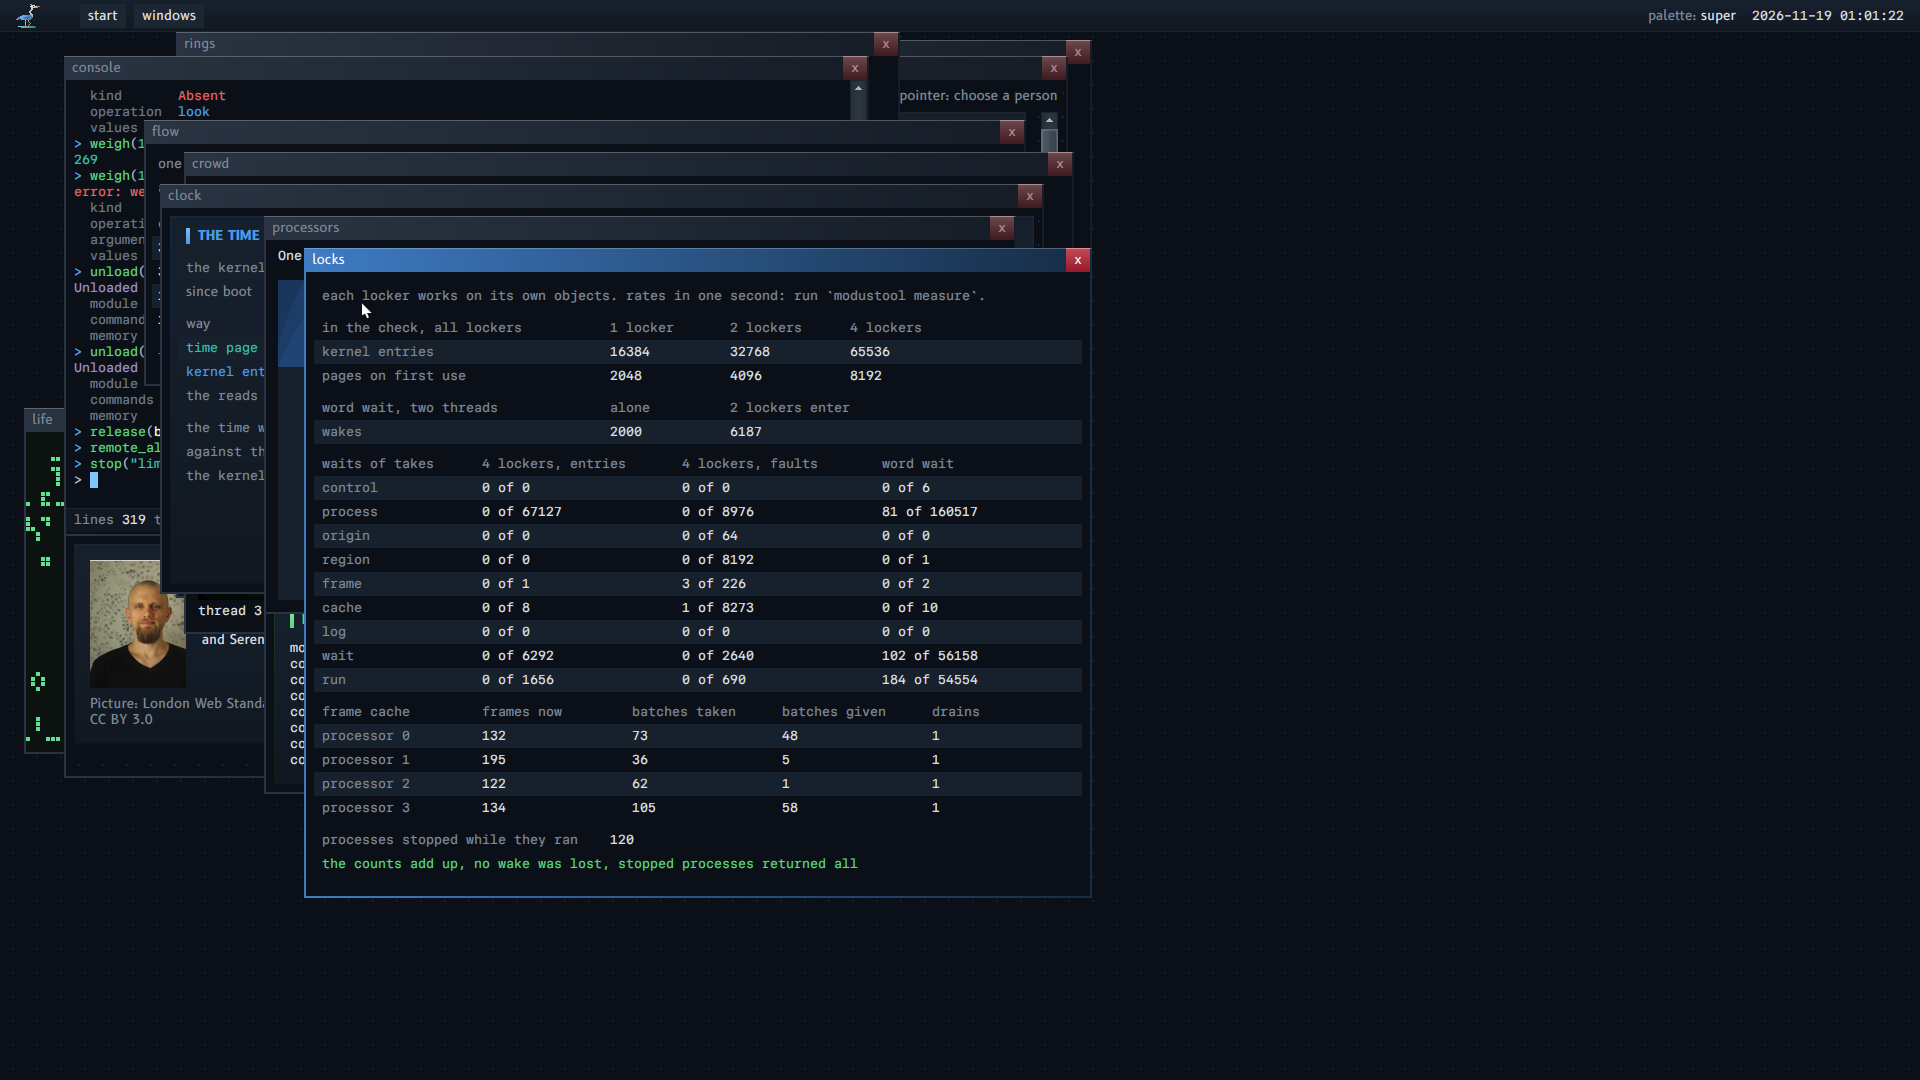 start windows palette: super 2026-11-19 01:01:22
rings x
x
console x
x
kind Absent
operation look
values
pointer: choose a person
flow x
> weigh(1
269
> weigh(1
error: we
kind
operati
argumen
values
> unload(
Unloaded
module
command
memory
> unload(
Unloaded
module
commands
memory
> release(b
> remote_al
> stop("lim
>
lines 319 t
one
crowd x
clock x
THE TIME
the kernel
since boot
way
time page
kernel ent
the reads
the time w
against th
the kernel
processors x
One
life
thread 3
and Seren
Picture: London Web Standa
CC BY 3.0
mo
co
co
co
co
co
co
co
locks x
each locker works on its own objects. rates in one second: run `modustool measure`.
in the check, all lockers 1 locker 2 lockers 4 lockers
kernel entries 16384 32768 65536
pages on first use 2048 4096 8192
word wait, two threads alone 2 lockers enter
wakes 2000 6187
waits of takes 4 lockers, entries 4 lockers, faults word wait
control 0 of 0 0 of 0 0 of 6
process 0 of 67127 0 of 8976 81 of 160517
origin 0 of 0 0 of 64 0 of 0
region 0 of 0 0 of 8192 0 of 1
frame 0 of 1 3 of 226 0 of 2
cache 0 of 8 1 of 8273 0 of 10
log 0 of 0 0 of 0 0 of 0
wait 0 of 6292 0 of 2640 102 of 56158
run 0 of 1656 0 of 690 184 of 54554
frame cache frames now batches taken batches given drains
processor 0 132 73 48 1
processor 1 195 36 5 1
processor 2 122 62 1 1
processor 3 134 105 58 1
processes stopped while they ran 120
the counts add up, no wake was lost, stopped processes returned all